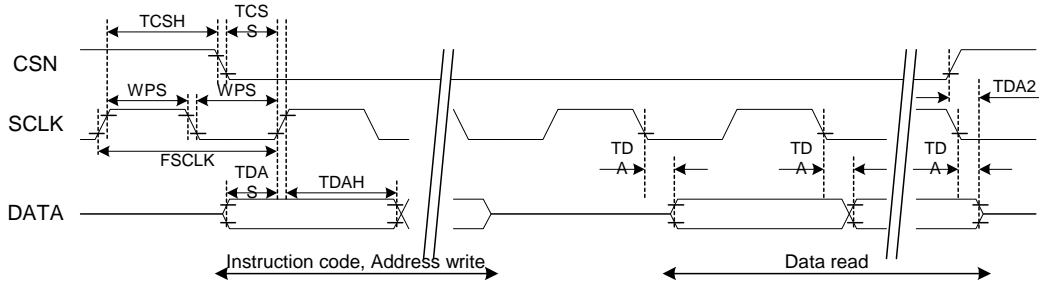 TCSH
TCS
S
CSN
WPS
WPS
TDA2
SCLK
FSCLK
TD
A
TD
A
TD
A
TDA
S
TDAH
DATA
Instruction code, Address write
Data read